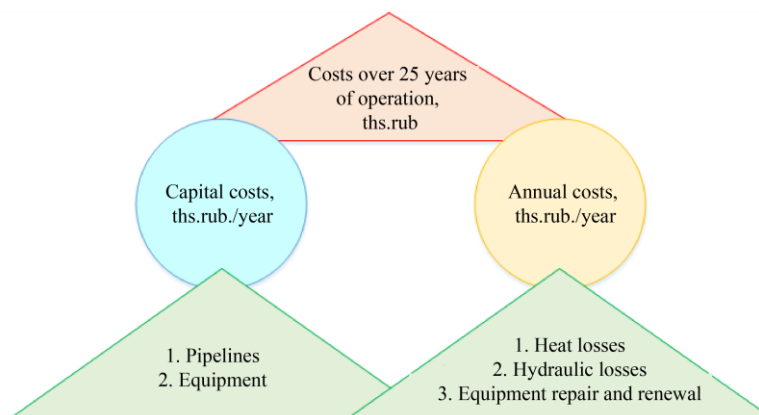 Costs over 25 years
of operation,
ths.rub
Capital costs,
ths.rub./year
Annual costs,
ths.rub./year
1. Pipelines
2. Equipment
1. Heat losses
2. Hydraulic losses
3. Equipment repair and renewal